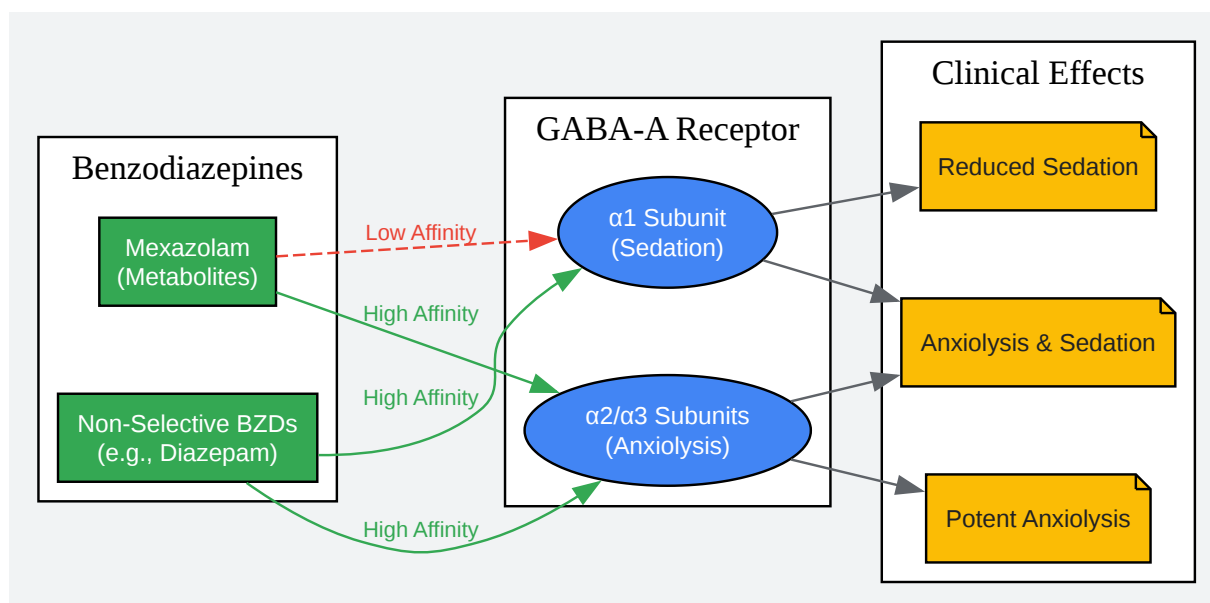 Benzodiazepines
Mexazolam
(Metabolites)
Non-Selective BZDs
(e.g., Diazepam)
Low Affinity
High Affinity
High Affinity
High Affinity
GABA-A Receptor
α1 Subunit
(Sedation)
α2/α3 Subunits
(Anxiolysis)
Clinical Effects
Reduced Sedation
Anxiolysis & Sedation
Potent Anxiolysis